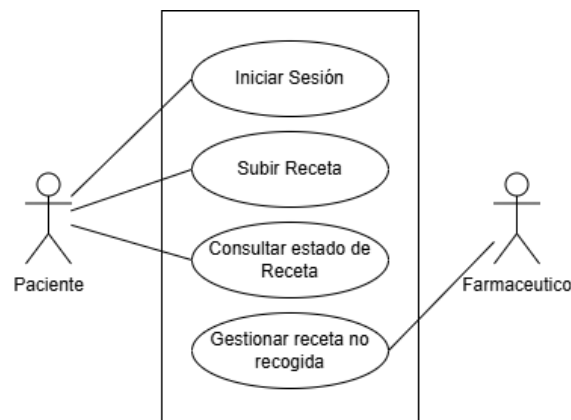 Iniciar Sesión
Subir Receta
Consultar estado de
Receta
Paciente
Farmaceutico
Gestionar receta no
recogida